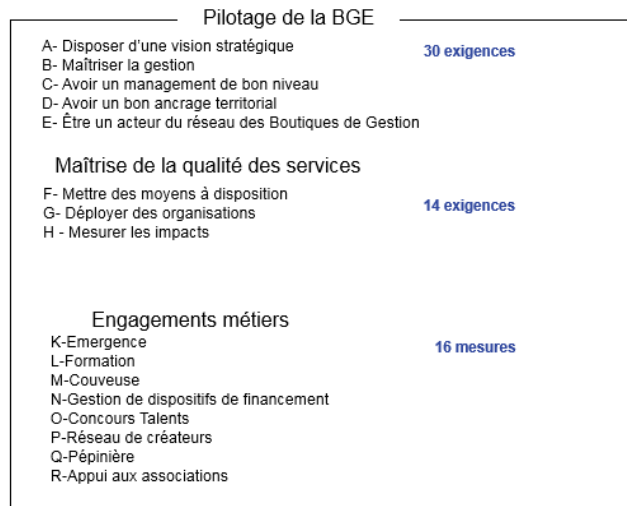 Pilotage de la BGE
A- Disposer d'une vision stratégique
30 exigences
B- Maîtriser la gestion
C- Avoir un management de bon niveau
D- Avoir un bon ancrage territorial
E- Être un acteur du réseau des Boutiques de Gestion
Maîtrise de la qualité des services
F- Mettre des moyens à disposition
14 exigences
G- Déployer des organisations
H - Mesurer les impacts
Engagements métiers
K-Emergence
16 mesures
L-Formation
M-Couveuse
N-Gestion de dispositifs de financement
O-Concours Talents
P-Réseau de créateurs
Q-Pépinière
R-Appui aux associations